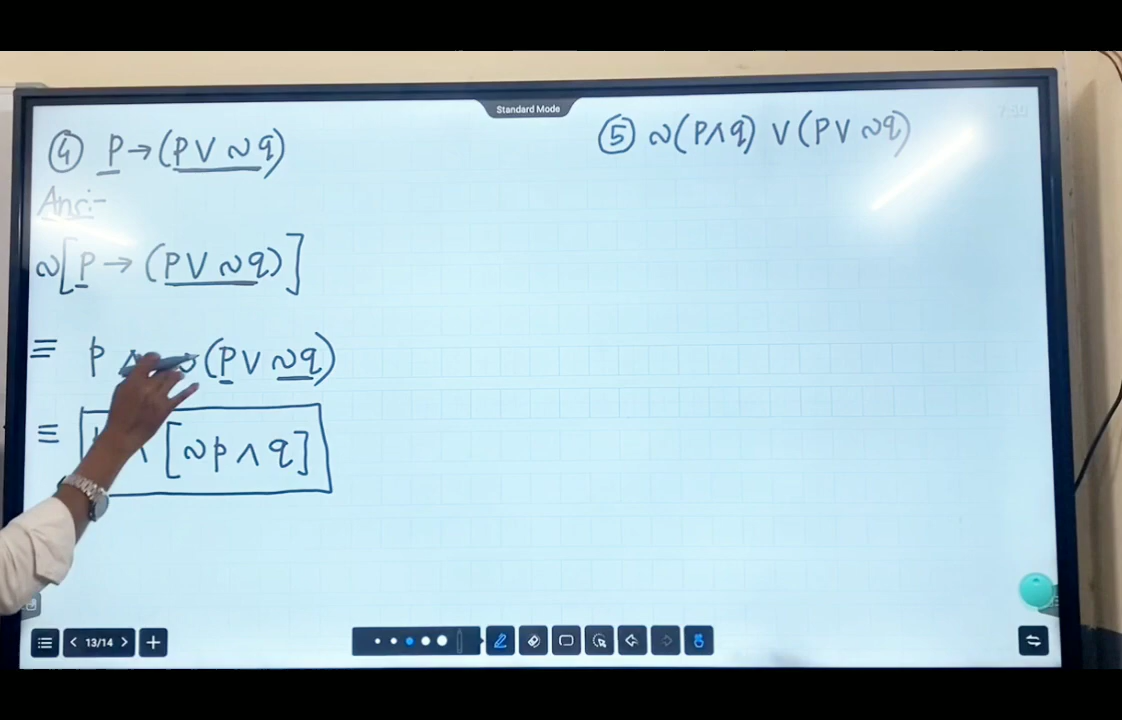 Standard Mode
④ p→(p∨ ~q)
Ans:-
~[p → (p∨ ~q)]
≡ p ∧ ~(p∨ ~q)
≡ ∧ [~p∧q]
⑤ ~(p∧q) ∨(p∨ ~q)
13/14